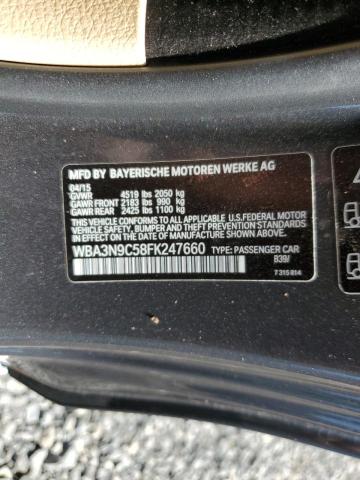 MFD BY BAYERISCHE MOTOREN WERKE AG
04/15
GVWR 4519 lbs 2050 kg
GAWR FRONT 2183 lbs 990 kg
GAWR REAR 2425 lbs 1100 kg
THIS VEHICLE CONFORMS TO ALL APPLICABLE U.S.FEDERAL MOTOR
VEHICLE SAFETY, BUMPER, AND THEFT PREVENTION STANDARDS
IN EFFECT ON THE DATE OF MANUFACTURE SHOWN ABOVE.
WBA3N9C58FK247660 TYPE: PASSENGER CAR
B39/
7 315 814